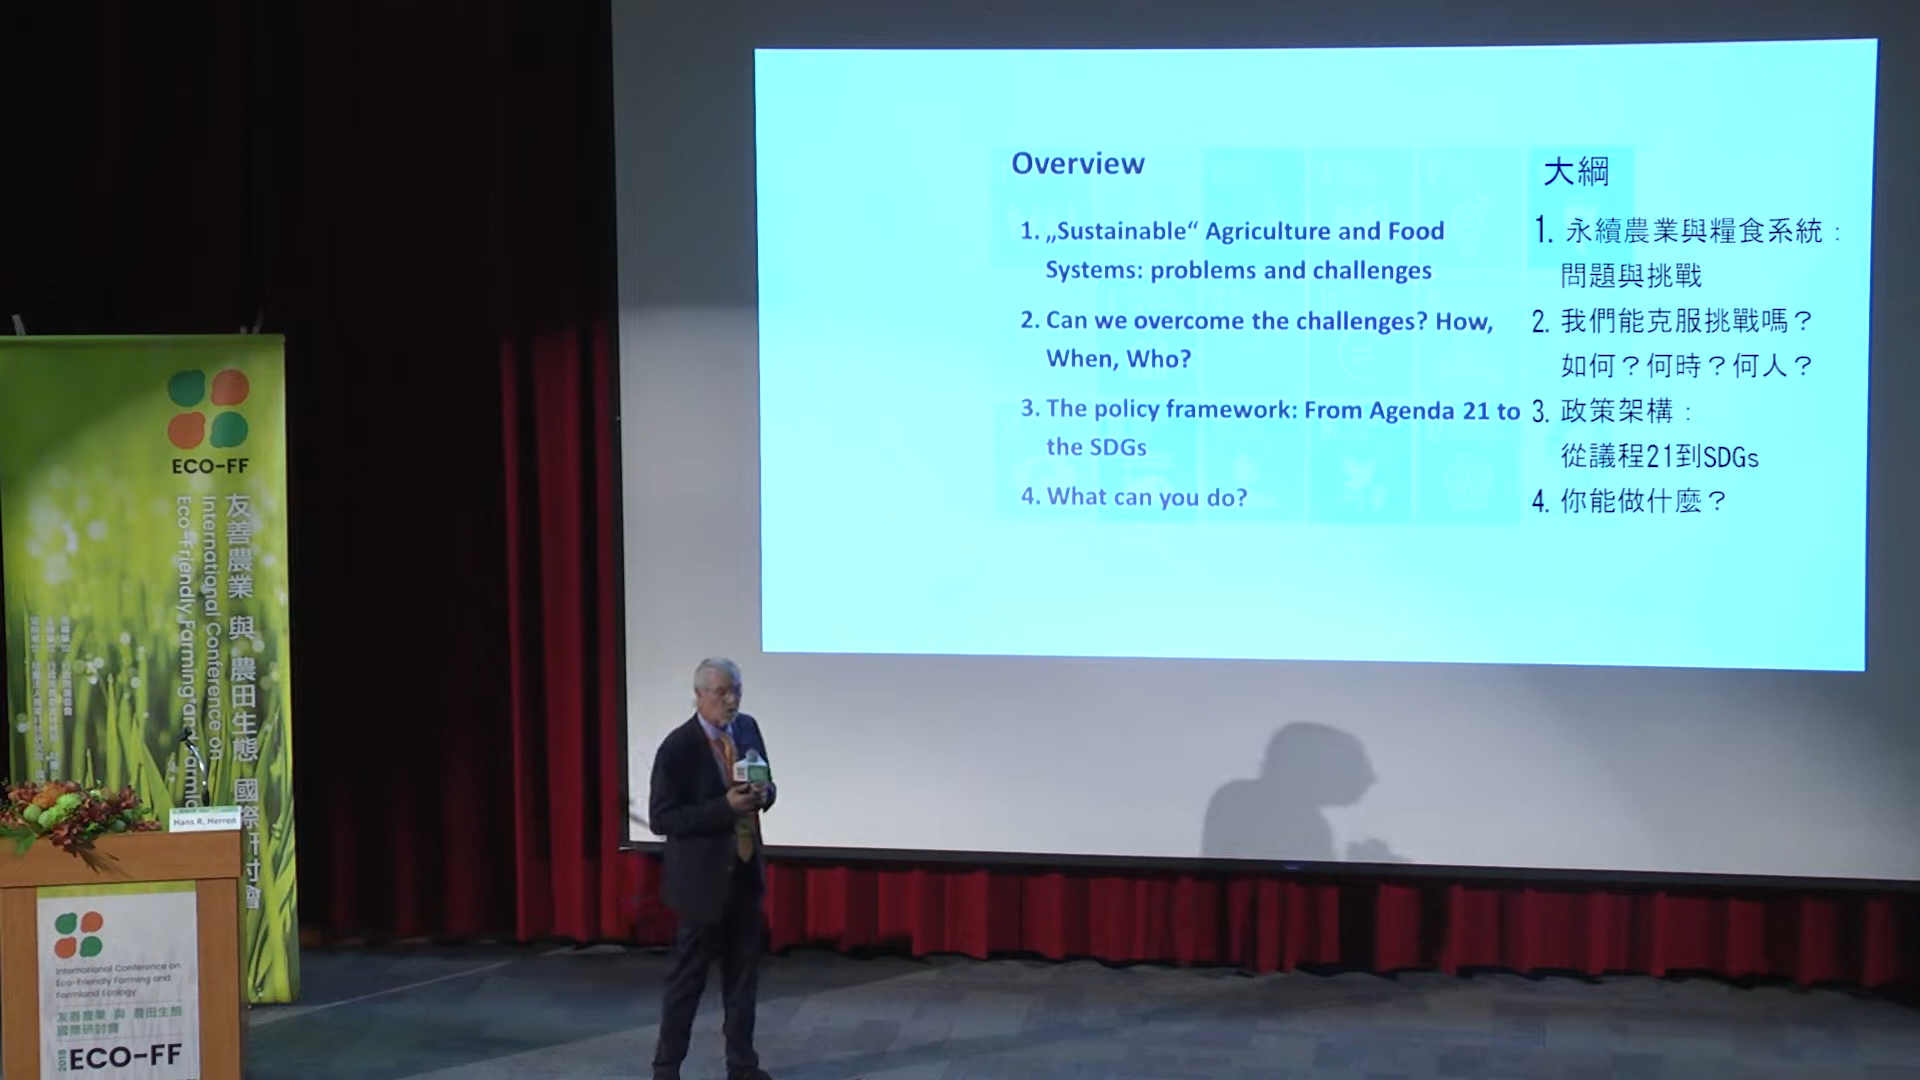 Overview
1. „Sustainable“ Agriculture and Food
Systems: problems and challenges
2. Can we overcome the challenges? How,
When, Who?
3. The policy framework: From Agenda 21 to
the SDGs
4. What can you do?
大綱
1. 永續農業與糧食系統：
問題與挑戰
2. 我們能克服挑戰嗎？
如何？何時？何人？
3. 政策架構：
從議程21到SDGs
4. 你能做什麼？
ECO-FF
友善農業 與 農田生態 國際研討會
International Conference on
Eco-Friendly Farming and Farmland
Hans R. Herren
International Conference on
Eco-Friendly Farming and
Farmland Ecology
友善農業 與 農田生態
國際研討會
2018 ECO-FF